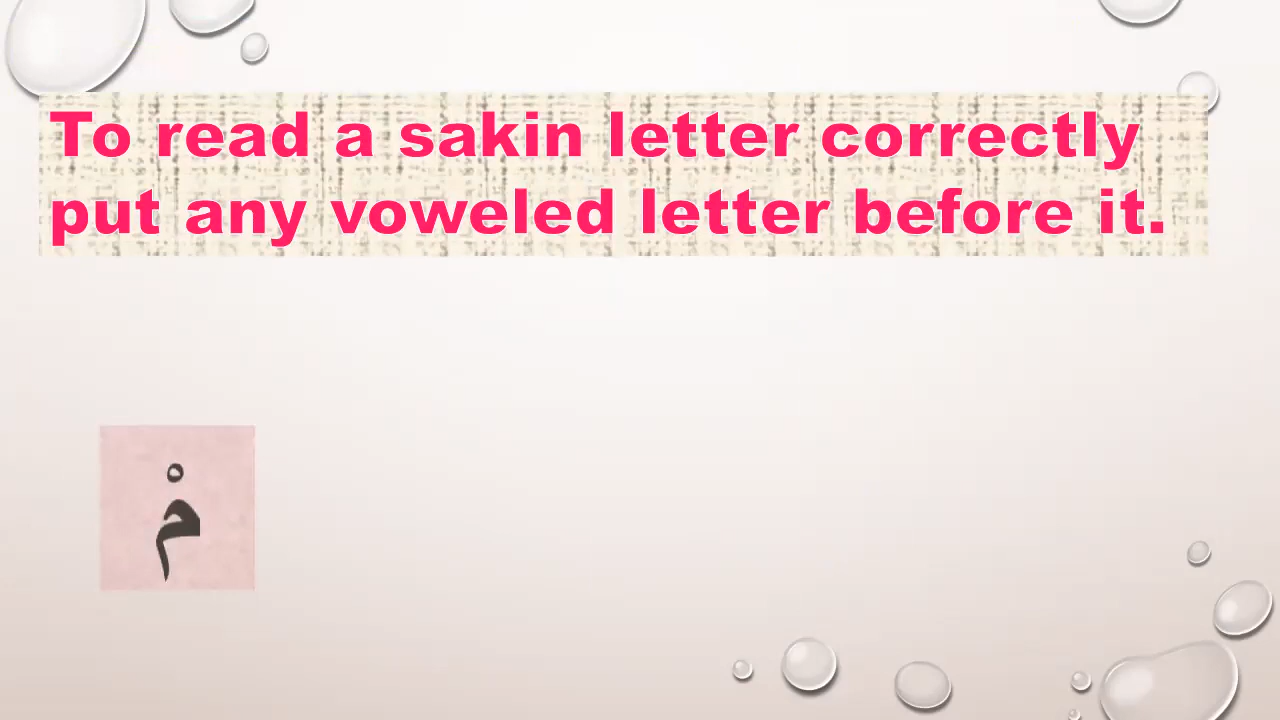 To read a sakin letter correctly
put any voweled letter before it.
مْ